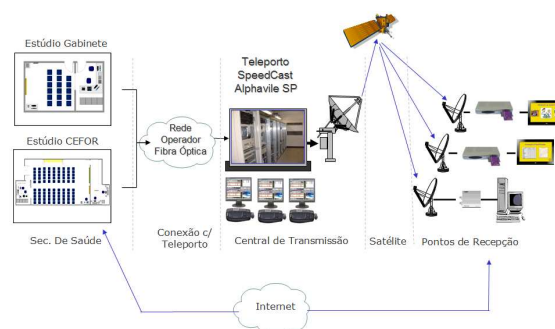 Estúdio Gabinete
Estúdio CEFOR
Sec. De Saúde
Rede
Operador
Fibra Óptica
Conexão c/
Teleporto
Teleporto
SpeedCast
Alphavile SP
Central de Transmissão
Satélite
Pontos de Recepção
Internet